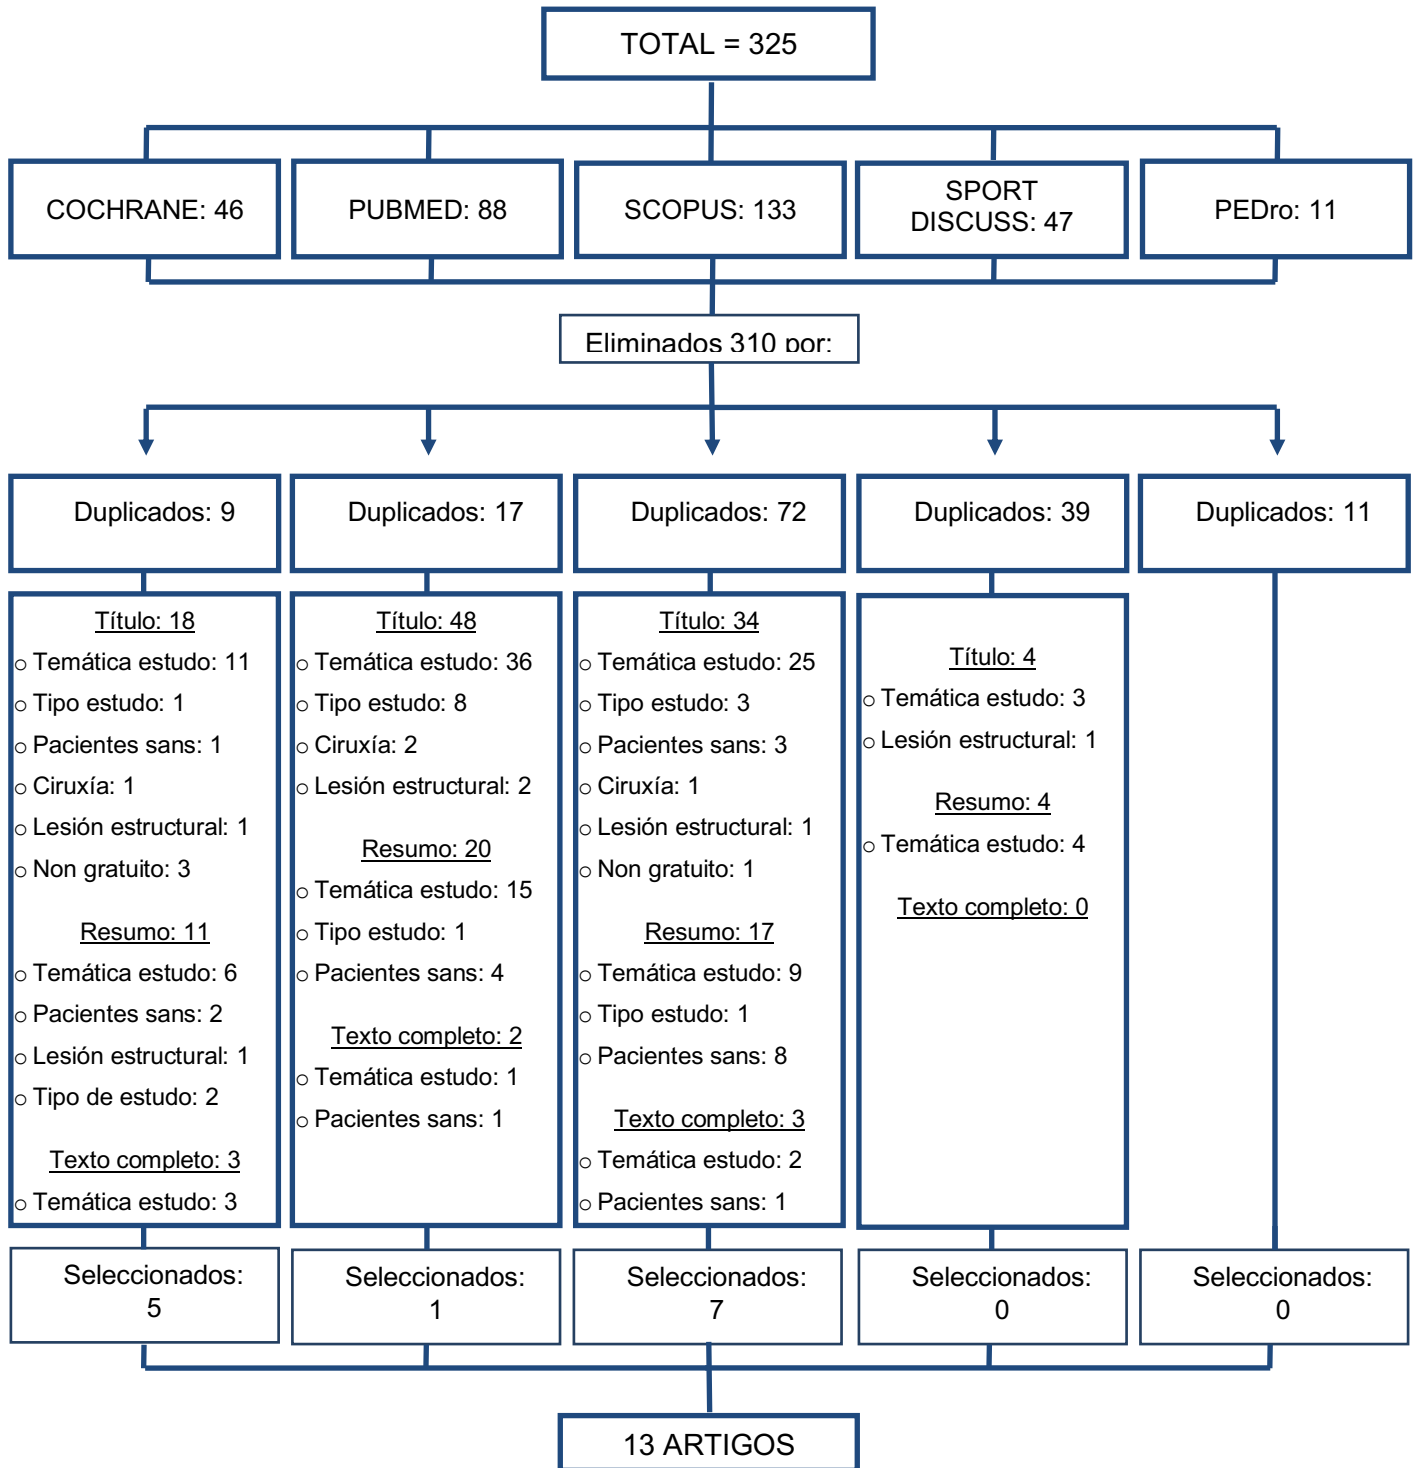 TOTAL = 325
COCHRANE: 46
PUBMED: 88
SCOPUS: 133
SPORT
DISCUSS: 47
PEDro: 11
Eliminados 310 por:
Duplicados: 9
Duplicados: 17
Duplicados: 72
Duplicados: 39
Duplicados: 11
Título: 18
o Temática estudo: 11
o Tipo estudo: 1
o Pacientes sans: 1
o Ciruxía: 1
o Lesión estructural: 1
o Non gratuito: 3
Resumo: 11
o Temática estudo: 6
o Pacientes sans: 2
o Lesión estructural: 1
o Tipo de estudo: 2
Texto completo: 3
o Temática estudo: 3
Título: 48
o Temática estudo: 36
o Tipo estudo: 8
o Ciruxía: 2
o Lesión estructural: 2
Resumo: 20
o Temática estudo: 15
o Tipo estudo: 1
o Pacientes sans: 4
Texto completo: 2
o Temática estudo: 1
o Pacientes sans: 1
Título: 34
o Temática estudo: 25
o Tipo estudo: 3
o Pacientes sans: 3
o Ciruxía: 1
o Lesión estructural: 1
o Non gratuito: 1
Resumo: 17
o Temática estudo: 9
o Tipo estudo: 1
o Pacientes sans: 8
Texto completo: 3
o Temática estudo: 2
o Pacientes sans: 1
Título: 4
o Temática estudo: 3
o Lesión estructural: 1
Resumo: 4
o Temática estudo: 4
Texto completo: 0
Seleccionados:
5
Seleccionados:
1
Seleccionados:
7
Seleccionados:
0
Seleccionados:
0
13 ARTIGOS